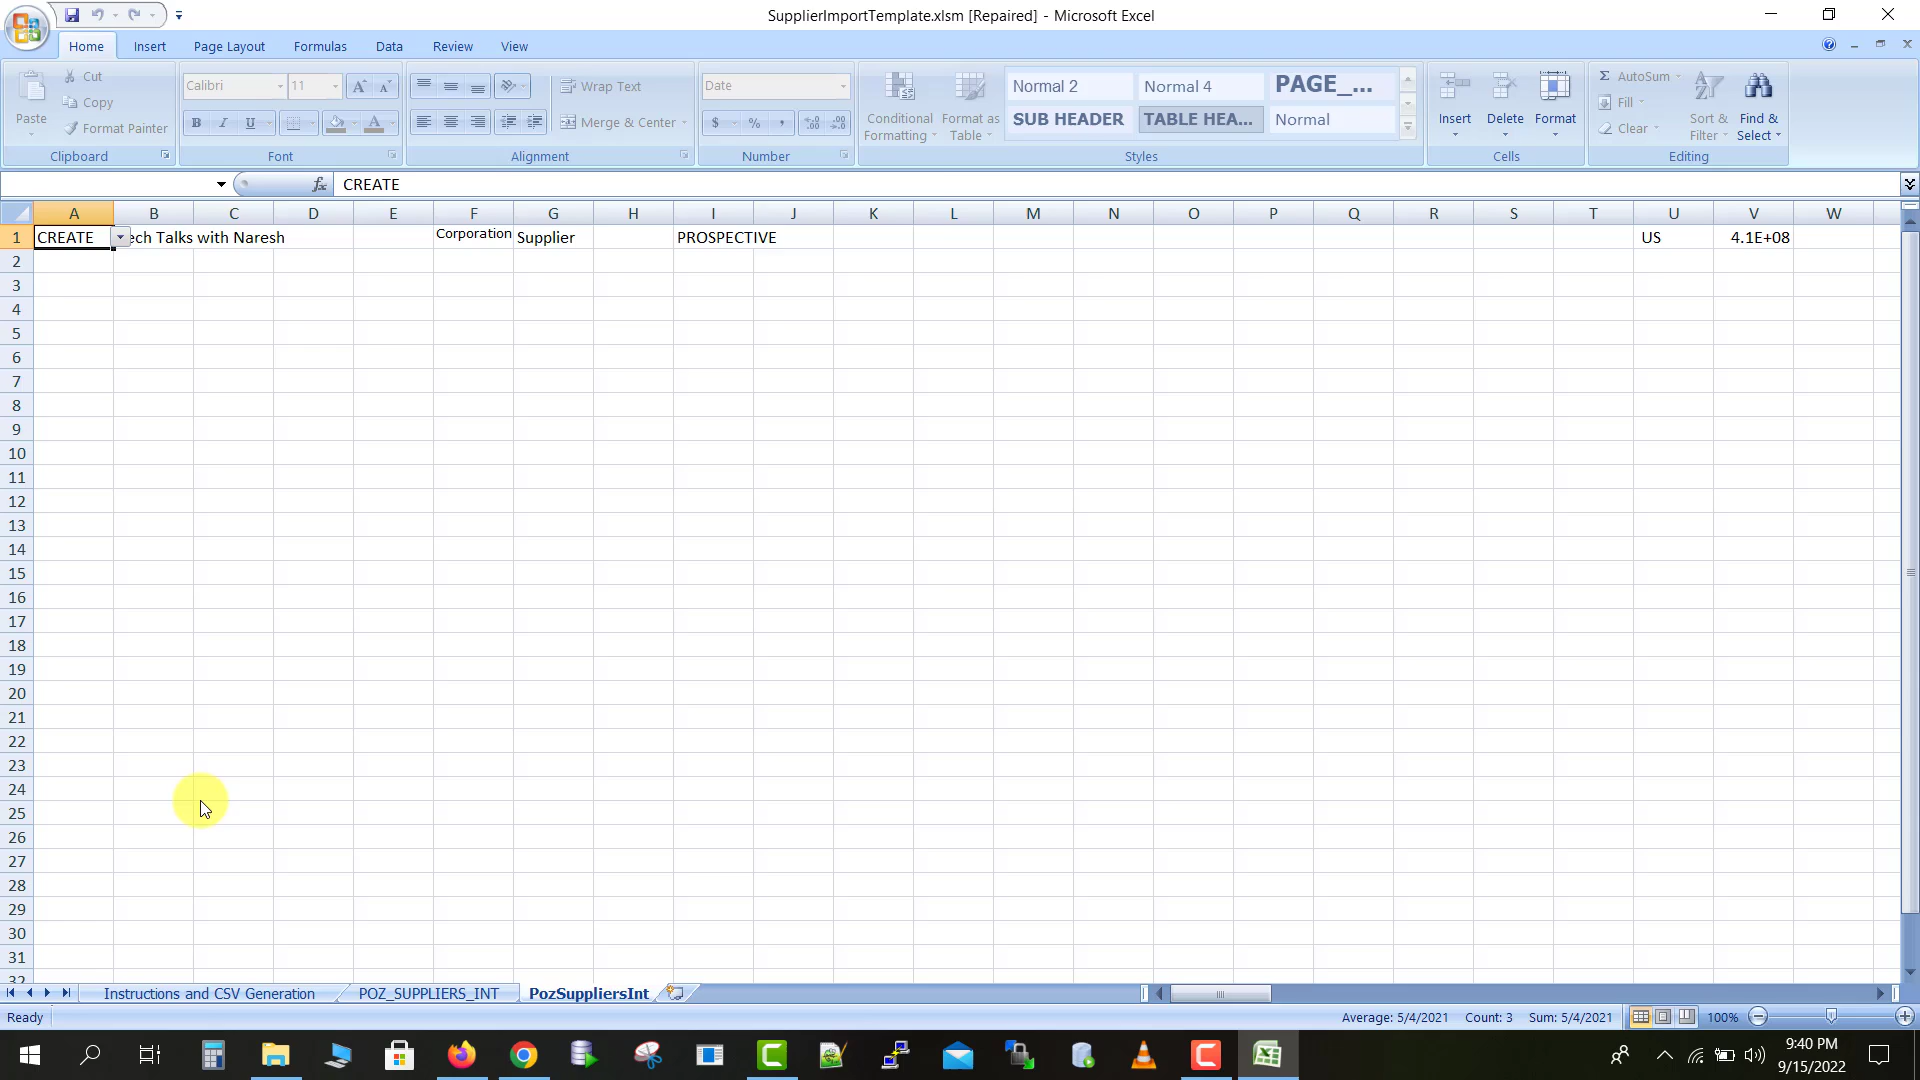 SupplierImportTemplate.xlsm [Repaired] - Microsoft Excel
Home Insert Page Layout Formulas Data Review View
Paste
Cut
Copy
Format Painter
Clipboard
Calibri 11
B I U
Font
Wrap Text
Merge & Center
Alignment
Date
$ % ,
Number
Conditional Formatting
Format as Table
Normal 2 Normal 4 PAGE_...
SUB HEADER TABLE HEA... Normal
Styles
Insert Delete Format
Cells
Σ AutoSum
Fill
Clear
Sort & Filter
Find & Select
Editing
fx CREATE
A B C D E F G H I J K L M N O P Q R S T U V W
1 CREATE ech Talks with Naresh Corporation Supplier PROSPECTIVE US 4.1E+08
2
3
4
5
6
7
8
9
10
11
12
13
14
15
16
17
18
19
20
21
22
23
24
25
26
27
28
29
30
31
32
Instructions and CSV Generation POZ_SUPPLIERS_INT PozSuppliersInt
Ready Average: 5/4/2021 Count: 3 Sum: 5/4/2021 100%
9:40 PM
9/15/2022